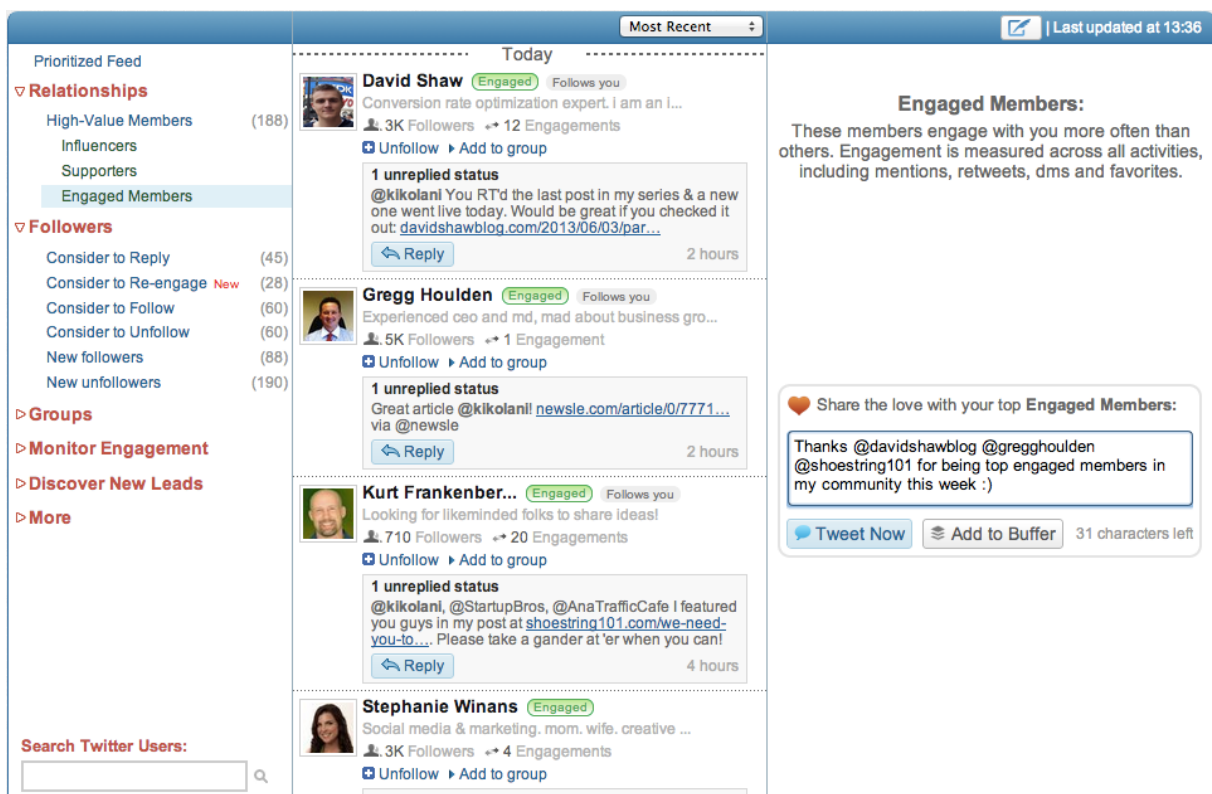 Most Recent
| Last updated at 13:36
Prioritized Feed
Relationships
High-Value Members (188)
Influencers
Supporters
Engaged Members
Followers
Consider to Reply (45)
Consider to Re-engage New (28)
Consider to Follow (60)
Consider to Unfollow (60)
New followers (88)
New unfollowers (190)
Groups
Monitor Engagement
Discover New Leads
More
Search Twitter Users:
Today
David Shaw Engaged Follows you
Conversion rate optimization expert. i am an i...
3K Followers 12 Engagements
Unfollow Add to group
1 unreplied status
@kikolani You RT'd the last post in my series & a new
one went live today. Would be great if you checked it
out: davidshawblog.com/2013/06/03/par…
Reply 2 hours
Gregg Houlden Engaged Follows you
Experienced ceo and md, mad about business gro...
5K Followers 1 Engagement
Unfollow Add to group
1 unreplied status
Great article @kikolani! newsle.com/article/0/7771…
via @newsle
Reply 2 hours
Kurt Frankenber... Engaged Follows you
Looking for likeminded folks to share ideas!
710 Followers 20 Engagements
Unfollow Add to group
1 unreplied status
@kikolani, @StartupBros, @AnaTrafficCafe I featured
you guys in my post at shoestring101.com/we-need-
you-to…. Please take a gander at 'er when you can!
Reply 4 hours
Stephanie Winans Engaged
Social media & marketing. mom. wife. creative ...
3K Followers 4 Engagements
Unfollow Add to group
Engaged Members:
These members engage with you more often than
others. Engagement is measured across all activities,
including mentions, retweets, dms and favorites.
Share the love with your top Engaged Members:
Thanks @davidshawblog @gregghoulden
@shoestring101 for being top engaged members in
my community this week :)
Tweet Now Add to Buffer 31 characters left